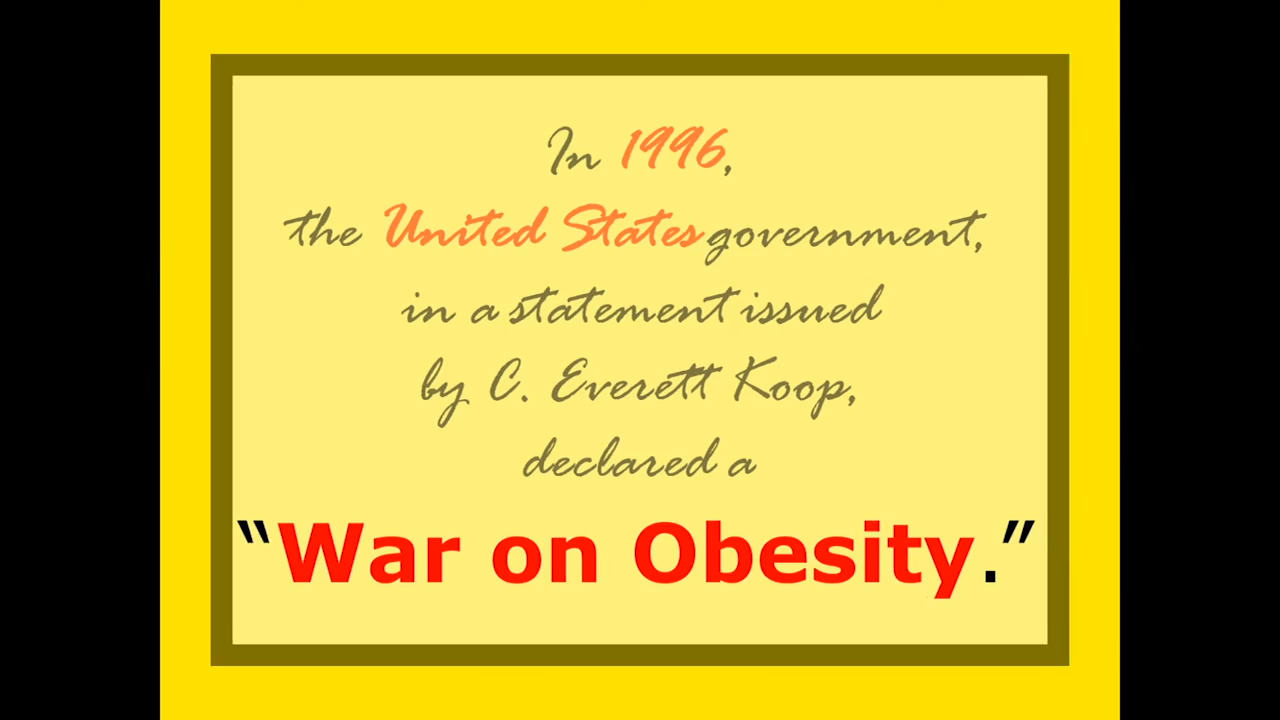 In 1996,
the United States government,
in a statement issued
by C. Everett Koop,
declared a
“War on Obesity.”